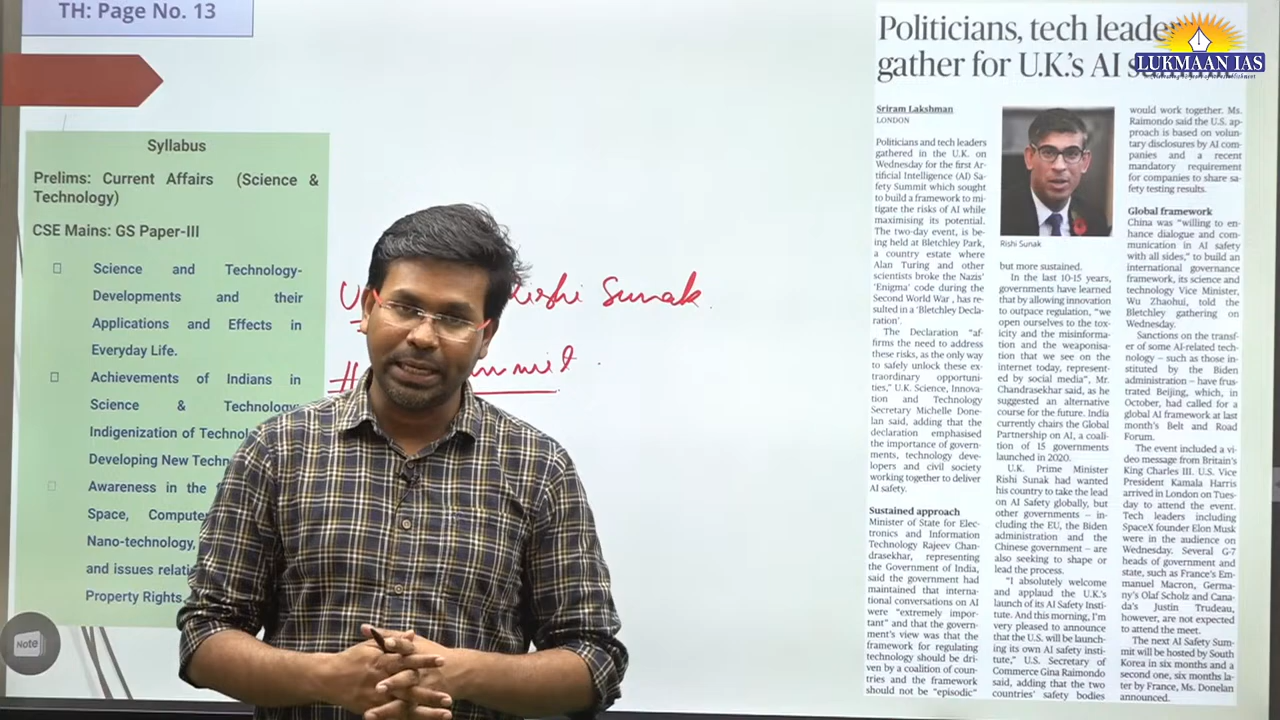 TH: Page No. 13
Syllabus
Prelims: Current Affairs (Science &
Technology)
CSE Mains: GS Paper-III
Science and Technology-
Developments and their
Applications and Effects in
Everyday Life.
Achievements of Indians in
Science & Technology
Indigenization of Technol
Developing New Techn
Awareness in the
Space, Compute
Nano-technology,
and issues relati
Property Rights.
Note
Rishi Sunak
#
Politicians, tech leade
gather for U.K.'s AI s
LUKMAAN IAS
Sriram Lakshman
LONDON
Politicians and tech leaders
gathered in the U.K. on
Wednesday for the first Ar-
tificial Intelligence (AI) Sa-
fety Summit which sought
to build a framework to mi-
tigate the risks of AI while
maximising its potential.
The two-day event, is be-
ing held at Bletchley Park,
a country estate where
Alan Turing and other
scientists broke the Nazis'
'Enigma' code during the
Second World War , has re-
sulted in a 'Bletchley Decla-
ration'.
The Declaration "af-
firms the need to address
these risks, as the only way
to safely unlock these ex-
traordinary opportuni-
ties," U.K. Science, Innova-
tion and Technology
Secretary Michelle Done-
lan said, adding that the
declaration emphasised
the importance of govern-
ments, technology deve-
lopers and civil society
working together to deliver
AI safety.
Sustained approach
Minister of State for Elec-
tronics and Information
Technology Rajeev Chan-
drasekhar, representing
the Government of India,
said the government had
maintained that interna-
tional conversations on AI
were "extremely impor-
tant" and that the govern-
ment's view was that the
framework for regulating
technology should be dri-
ven by a coalition of coun-
tries and the framework
should not be "episodic"
Rishi Sunak
but more sustained.
In the last 10-15 years,
governments have learned
that by allowing innovation
to outpace regulation, "we
open ourselves to the tox-
icity and the misinforma-
tion and the weaponisa-
tion that we see on the
internet today, represent-
ed by social media", Mr.
Chandrasekhar said, as he
suggested an alternative
course for the future. India
currently chairs the Global
Partnership on AI, a coali-
tion of 15 governments
launched in 2020.
U.K. Prime Minister
Rishi Sunak had wanted
his country to take the lead
on AI Safety globally, but
other governments – in-
cluding the EU, the Biden
administration and the
Chinese government – are
also seeking to shape or
lead the process.
"I absolutely welcome
and applaud the U.K.'s
launch of its AI Safety Insti-
tute. And this morning, I'm
very pleased to announce
that the U.S. will be launch-
ing its own AI safety insti-
tute," U.S. Secretary of
Commerce Gina Raimondo
said, adding that the two
countries' safety bodies
would work together. Ms.
Raimondo said the U.S. ap-
proach is based on volun-
tary disclosures by AI com-
panies and a recent
mandatory requirement
for companies to share sa-
fety testing results.
Global framework
China was "willing to en-
hance dialogue and com-
munication in AI safety
with all sides," to build an
international governance
framework, its science and
technology Vice Minister,
Wu Zhaohui, told the
Bletchley gathering on
Wednesday.
Sanctions on the transf-
er of some AI-related tech-
nology – such as those ins-
tituted by the Biden
administration – have frus-
trated Beijing, which, in
October, had called for a
global AI framework at last
month's Belt and Road
Forum.
The event included a vi-
deo message from Britain's
King Charles III. U.S. Vice
President Kamala Harris
arrived in London on Tues-
day to attend the event.
Tech leaders including
SpaceX founder Elon Musk
were in the audience on
Wednesday. Several G-7
heads of government and
state, such as France's Em-
manuel Macron, Germa-
ny's Olaf Scholz and Cana-
da's Justin Trudeau,
however, are not expected
to attend the meet.
The next AI Safety Sum-
mit will be hosted by South
Korea in six months and a
second one, six months la-
ter by France, Ms. Donelan
announced.